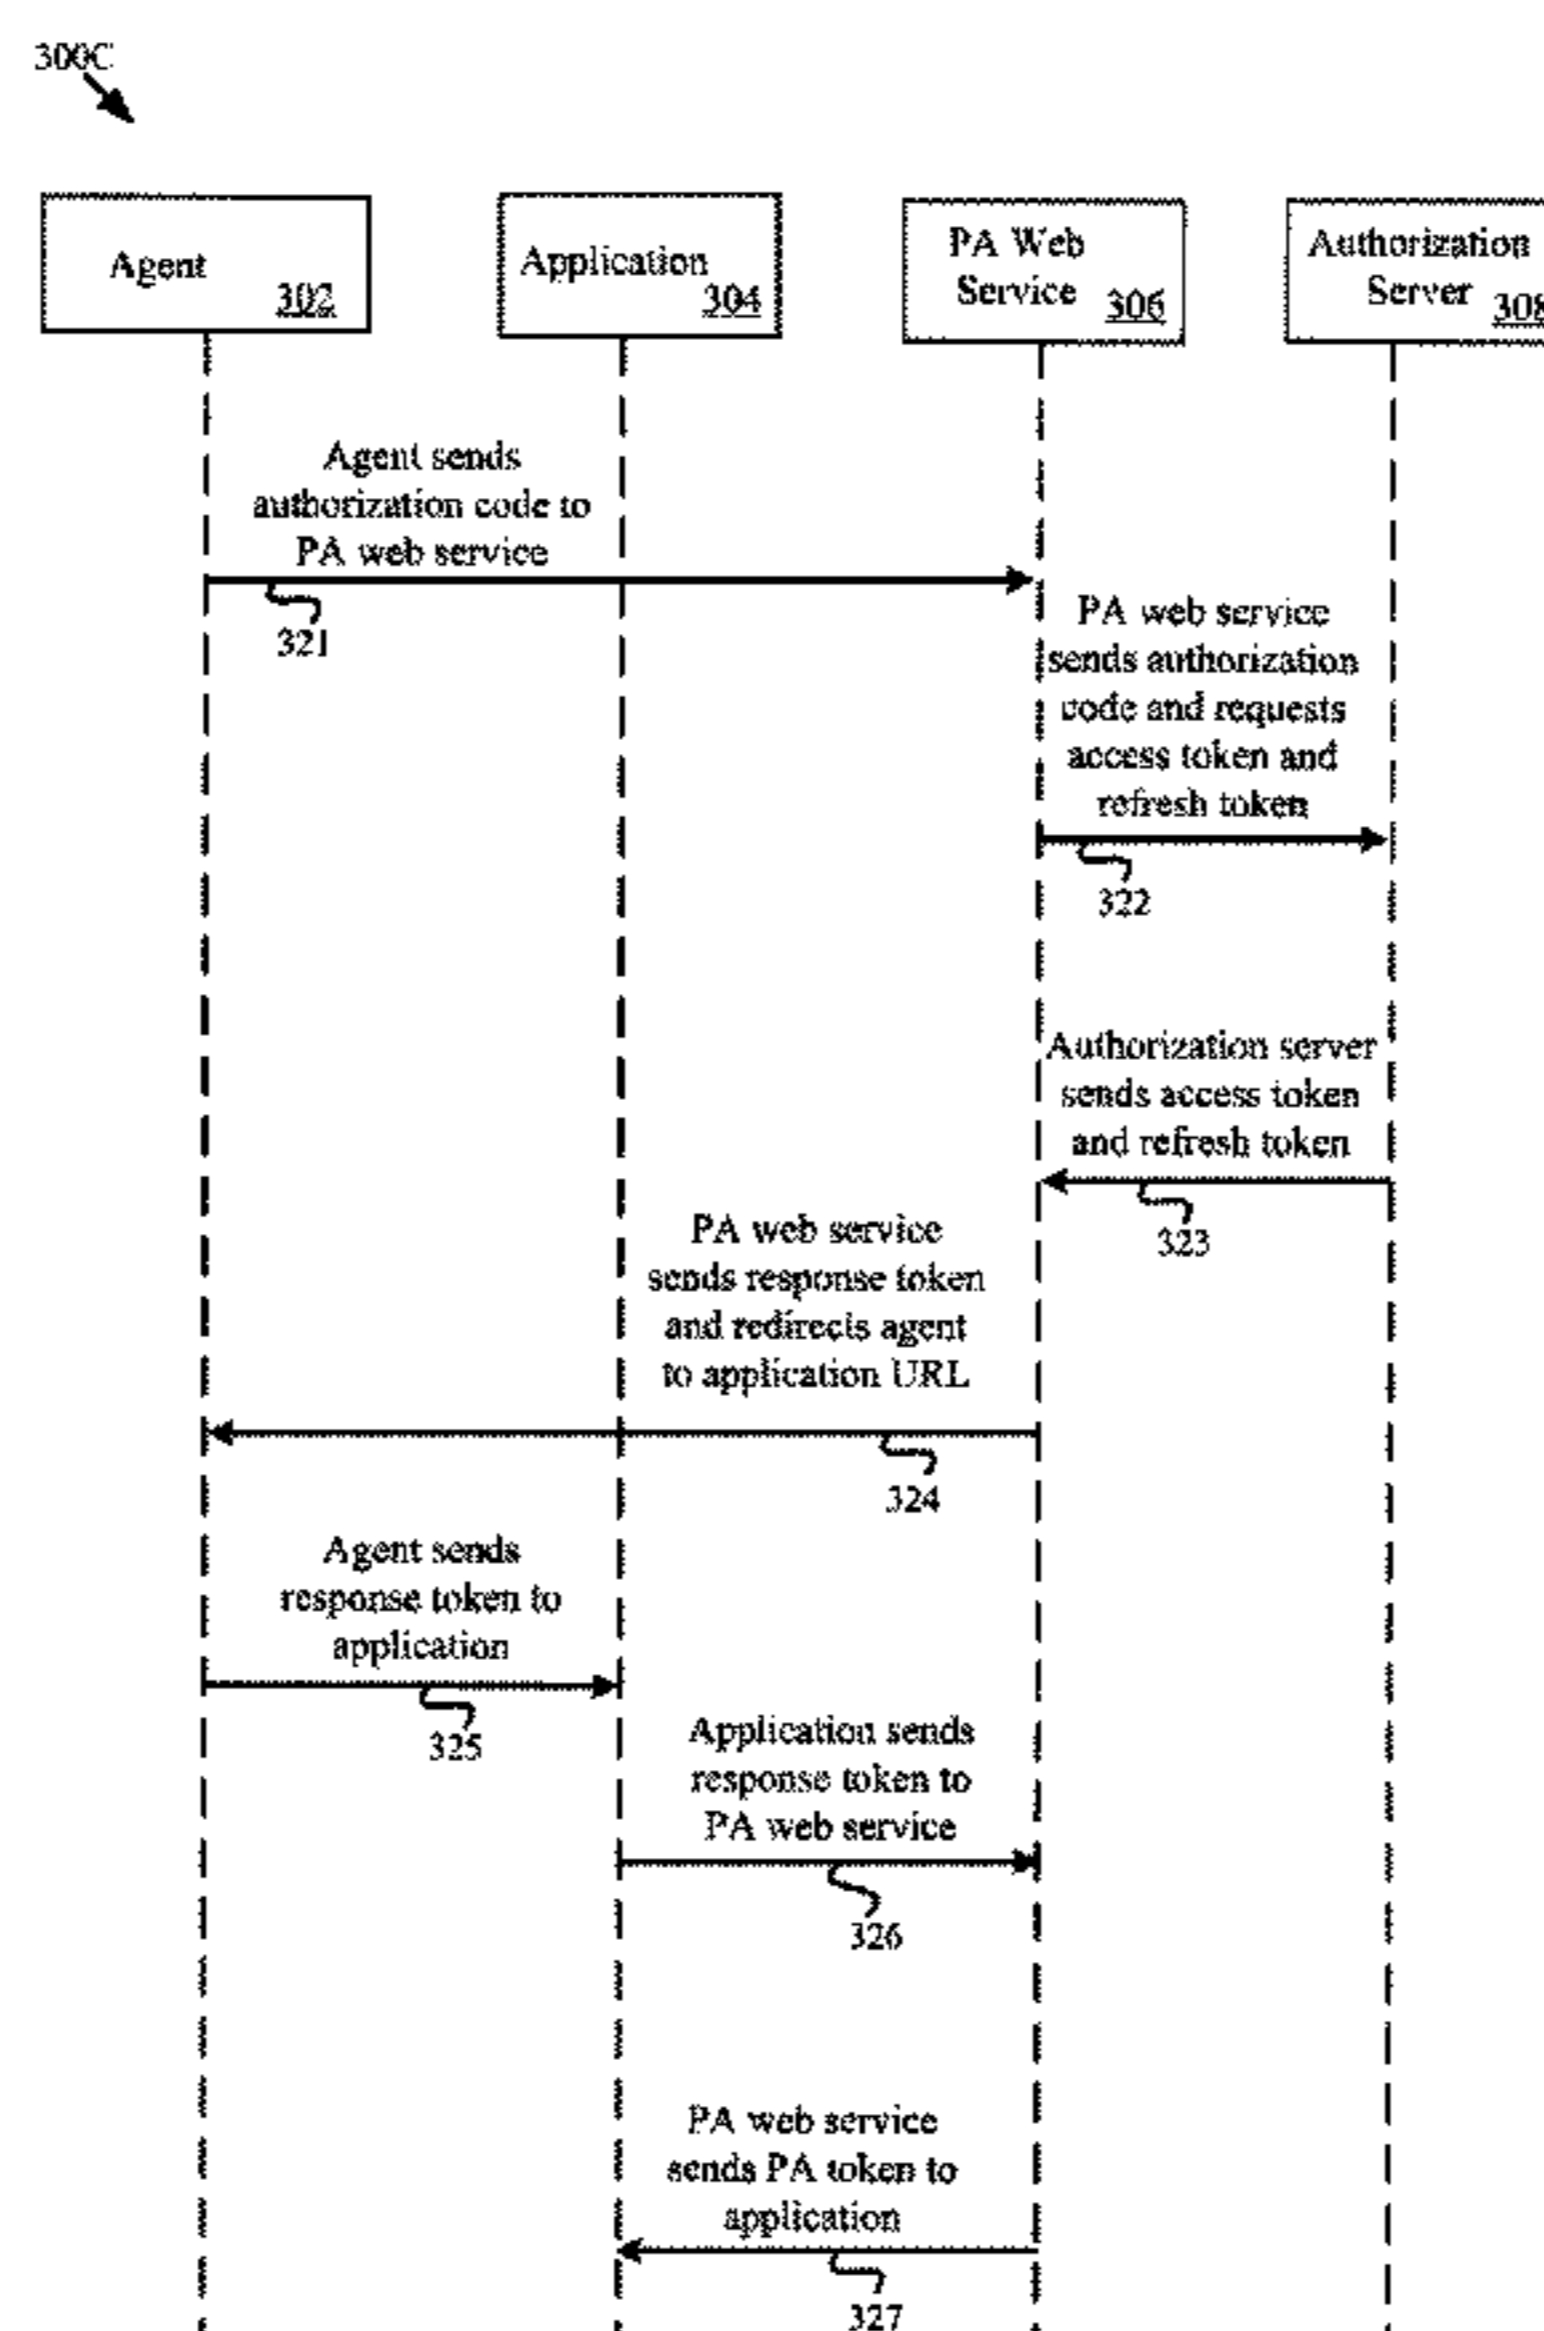 300C
Agent
302
Application
304
PA Web
Service 306
Authorization
Server 308
Agent sends
authorization code to
PA web service
321
PA web service
sends authorization
code and requests
access token and
refresh token
322
Authorization server
sends access token
and refresh token
323
PA web service
sends response token
and redirects agent
to application URL
324
Agent sends
response token to
application
325
Application sends
response token to
PA web service
326
PA web service
sends PA token to
application
327